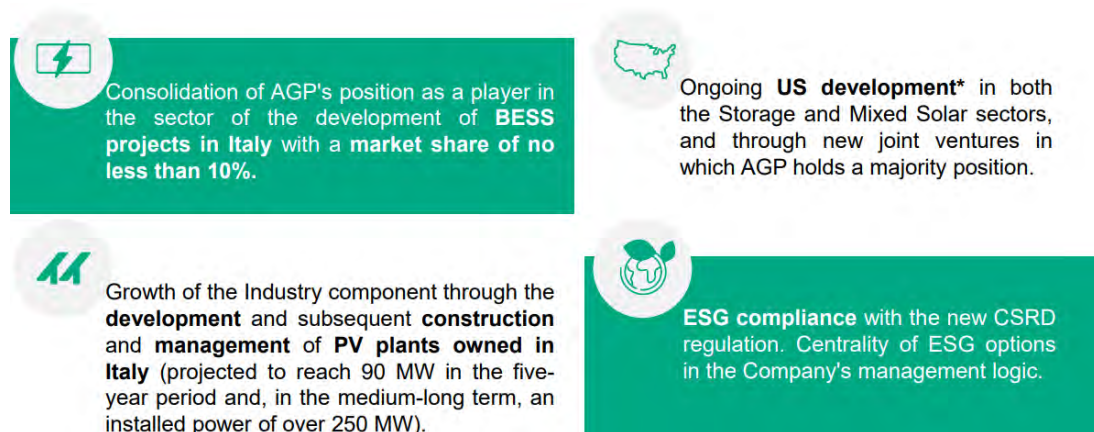 Consolidation of AGP's position as a player in
the sector of the development of BESS
projects in Italy with a market share of no
less than 10%.
Ongoing US development* in both
the Storage and Mixed Solar sectors,
and through new joint ventures in
which AGP holds a majority position.
Growth of the Industry component through the
development and subsequent construction
and management of PV plants owned in
Italy (projected to reach 90 MW in the five-
year period and, in the medium-long term, an
installed power of over 250 MW).
ESG compliance with the new CSRD
regulation. Centrality of ESG options
in the Company's management logic.